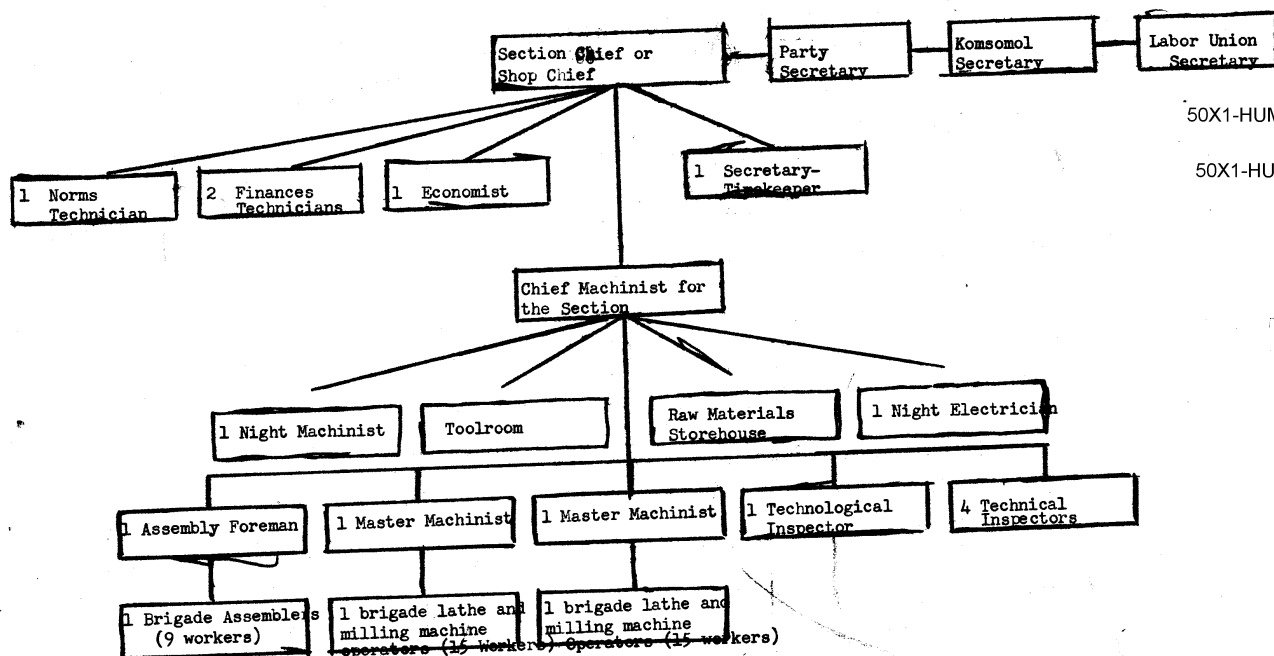 Section Chief or
Shop Chief
Party
Secretary
Komsomol
Secretary
Labor Union
Secretary
50X1-HUM
50X1-HU
1 Norms
Technician
2 Finances
Technicians
1 Economist
1 Secretary-
Timekeeper
Chief Machinist for
the Section
1 Night Machinist
Toolroom
Raw Materials
Storehouse
1 Night Electrician
1 Assembly Foreman
1 Master Machinist
1 Master Machinist
1 Technological
Inspector
4 Technical
Inspectors
1 Brigade Assemblers
(9 workers)
1 brigade lathe and
milling machine
operators (15 Workers)
1 brigade lathe and
milling machine
Operators (15 workers)